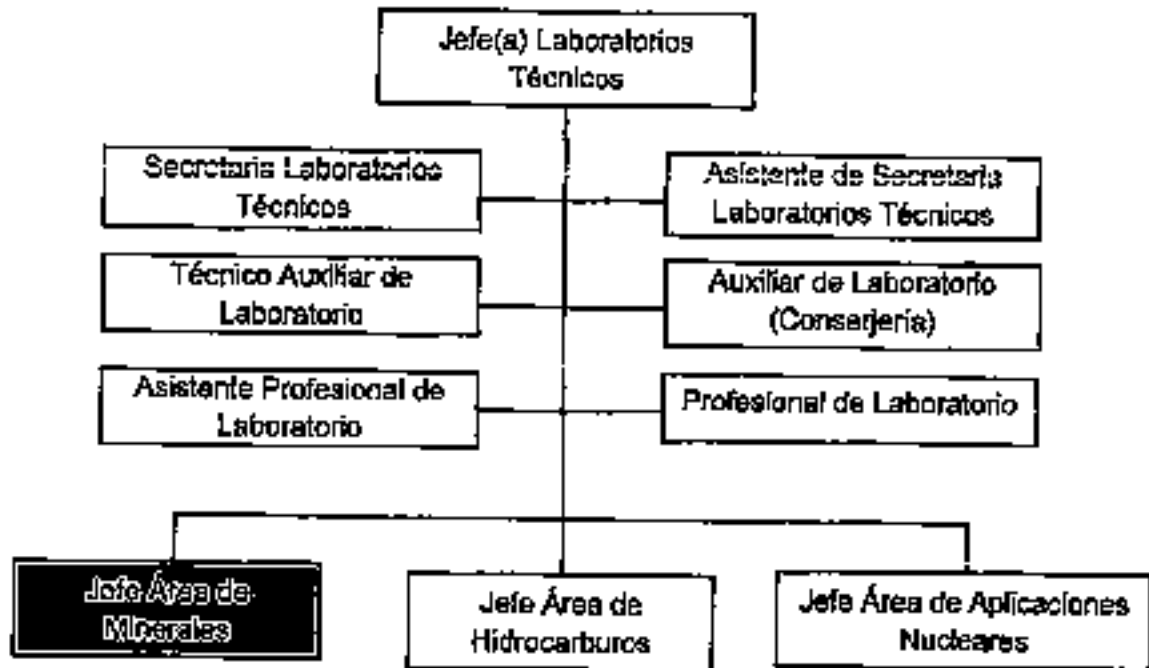 Jefe(a) Laboratorios
Técnicos
Secretaria Laboratorios
Técnicos
Asistente de Secretaria
Laboratorios Técnicos
Técnico Auxiliar de
Laboratorio
Auxiliar de Laboratorio
(Conserjería)
Asistente Profesional de
Laboratorio
Profesional de Laboratorio
Jefe Área de
Minerales
Jefe Área de
Hidrocarburos
Jefe Área de Aplicaciones
Nucleares